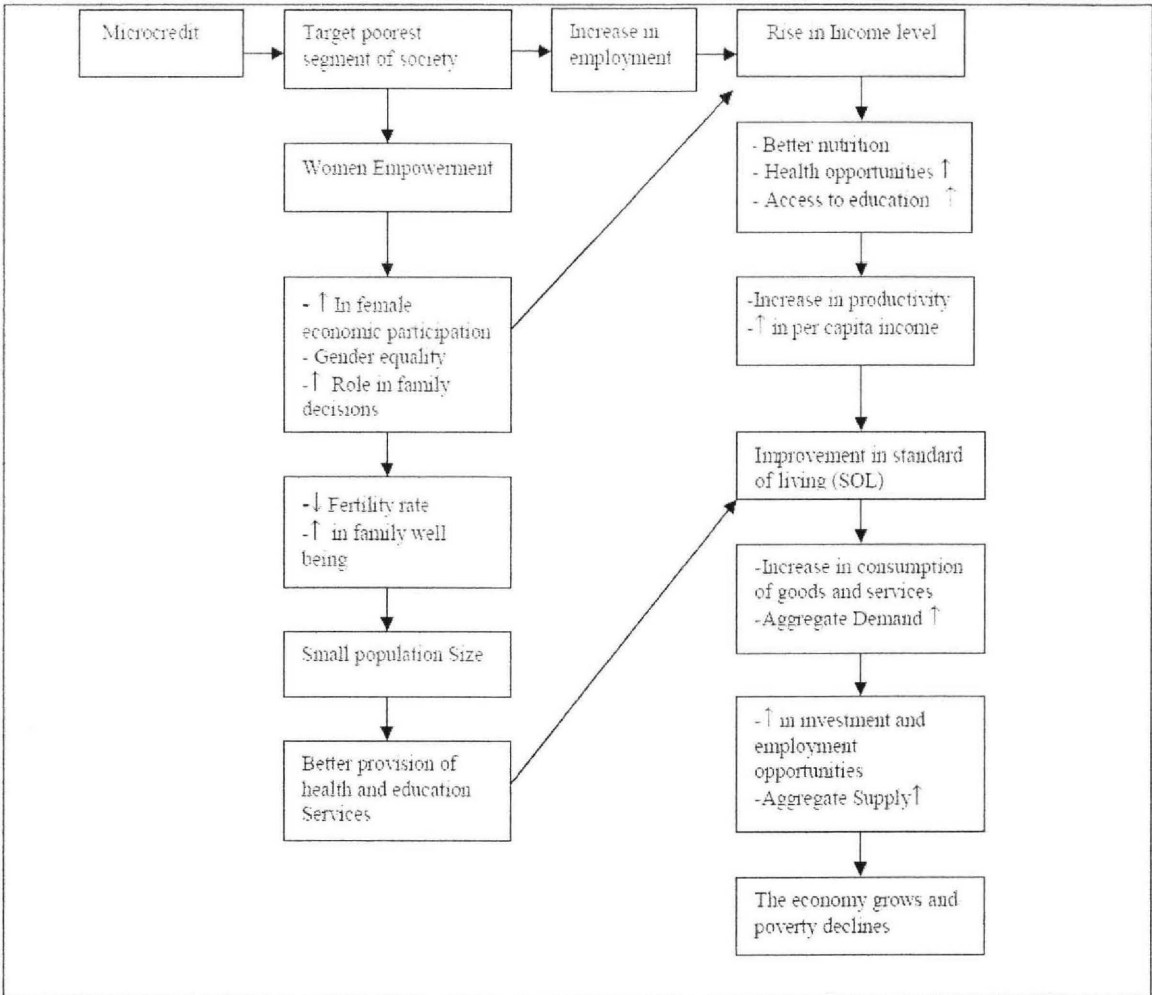 Microcredit
Target poorest
segment of society
Increase in
employment
Rise in Income level
Women Empowerment
- ↑ In female
economic participation
- Gender equality
-↑ Role in family
decisions
-↓ Fertility rate
-↑ in family well
being
Small population Size
Better provision of
health and education
Services
- Better nutrition
- Health opportunities ↑
- Access to education ↑
-Increase in productivity
-↑ in per capita income
Improvement in standard
of living (SOL)
-Increase in consumption
of goods and services
-Aggregate Demand ↑
-↑ in investment and
employment
opportunities
-Aggregate Supply↑
The economy grows and
poverty declines